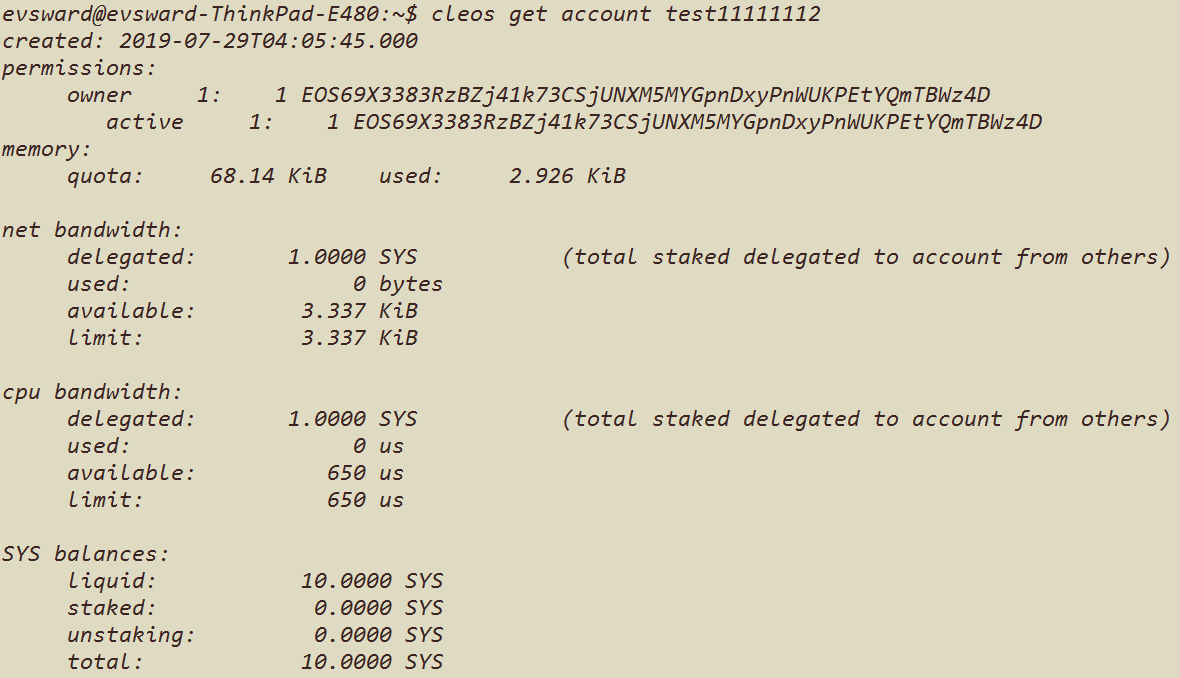 evsward@evsward-ThinkPad-E480:~$ cleos get account test11111112
created: 2019-07-29T04:05:45.000
permissions:
     owner     1:    1 EOS69X3383RzBZj41k73CSjUNXM5MYGpnDxyPnWUKPEtYQmTBWz4D
        active     1:    1 EOS69X3383RzBZj41k73CSjUNXM5MYGpnDxyPnWUKPEtYQmTBWz4D
memory:
     quota:     68.14 KiB    used:     2.926 KiB
net bandwidth:
     delegated:       1.0000 SYS           (total staked delegated to account from others)
     used:                 0 bytes
     available:        3.337 KiB
     limit:            3.337 KiB
cpu bandwidth:
     delegated:       1.0000 SYS           (total staked delegated to account from others)
     used:                 0 us
     available:          650 us
     limit:              650 us
SYS balances:
     liquid:           10.0000 SYS
     staked:            0.0000 SYS
     unstaking:         0.0000 SYS
     total:            10.0000 SYS